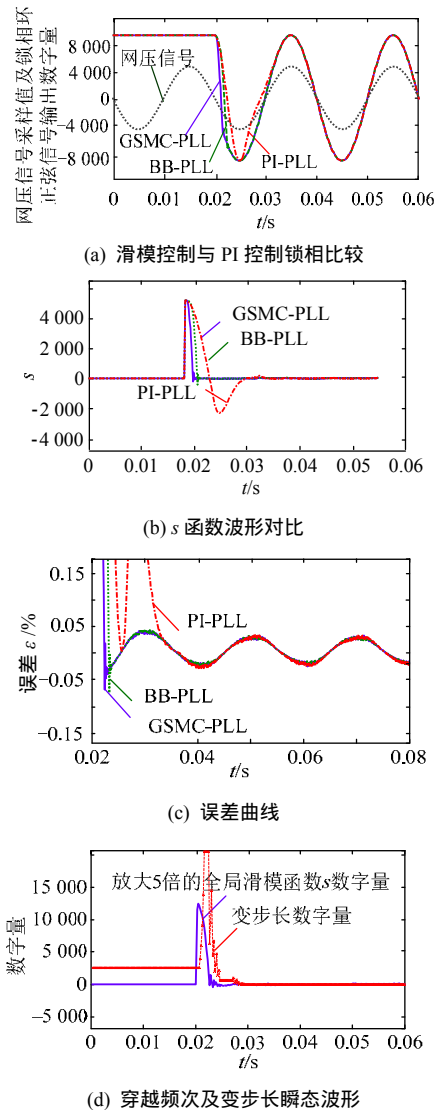 网压信号采样值及锁相环
正弦信号输出数字量
8 000
4 000
0
-4 000
-8 000
网压信号
GSMC-PLL
BB-PLL
PI-PLL
0 0.01 0.02 0.03 0.04 0.05 0.06
t/s
(a) 滑模控制与 PI 控制锁相比较
s
4 000
2 000
0
-2 000
-4 000
GSMC-PLL
BB-PLL
PI-PLL
0 0.01 0.02 0.03 0.04 0.05 0.06
t/s
(b) s 函数波形对比
误差 ε /%
0.15
0.05
−0.05
−0.15
PI-PLL
BB-PLL
GSMC-PLL
0.02 0.04 0.06 0.08
t/s
(c) 误差曲线
数字量
15 000
10 000
5 000
0
−5 000
放大5倍的全局滑模函数s数字量
变步长数字量
0 0.01 0.02 0.03 0.04 0.05 0.06
t/s
(d) 穿越频次及变步长瞬态波形